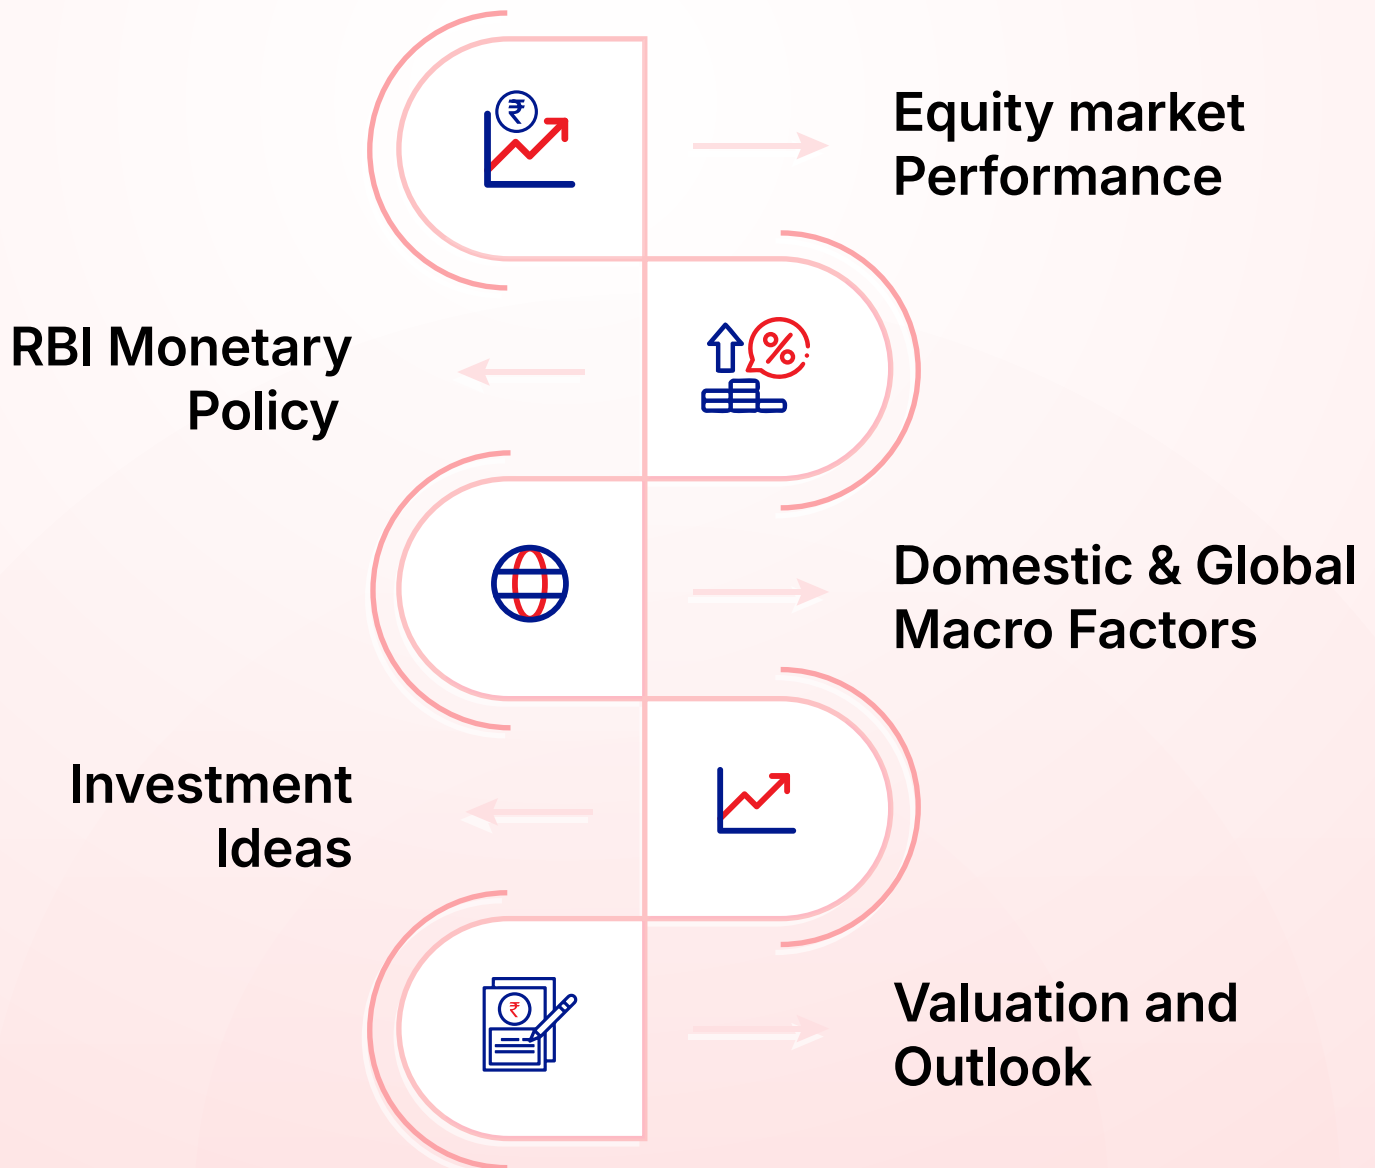 ₹
Equity market
Performance
RBI Monetary
Policy
%
Domestic & Global
Macro Factors
Investment
Ideas
₹
Valuation and
Outlook